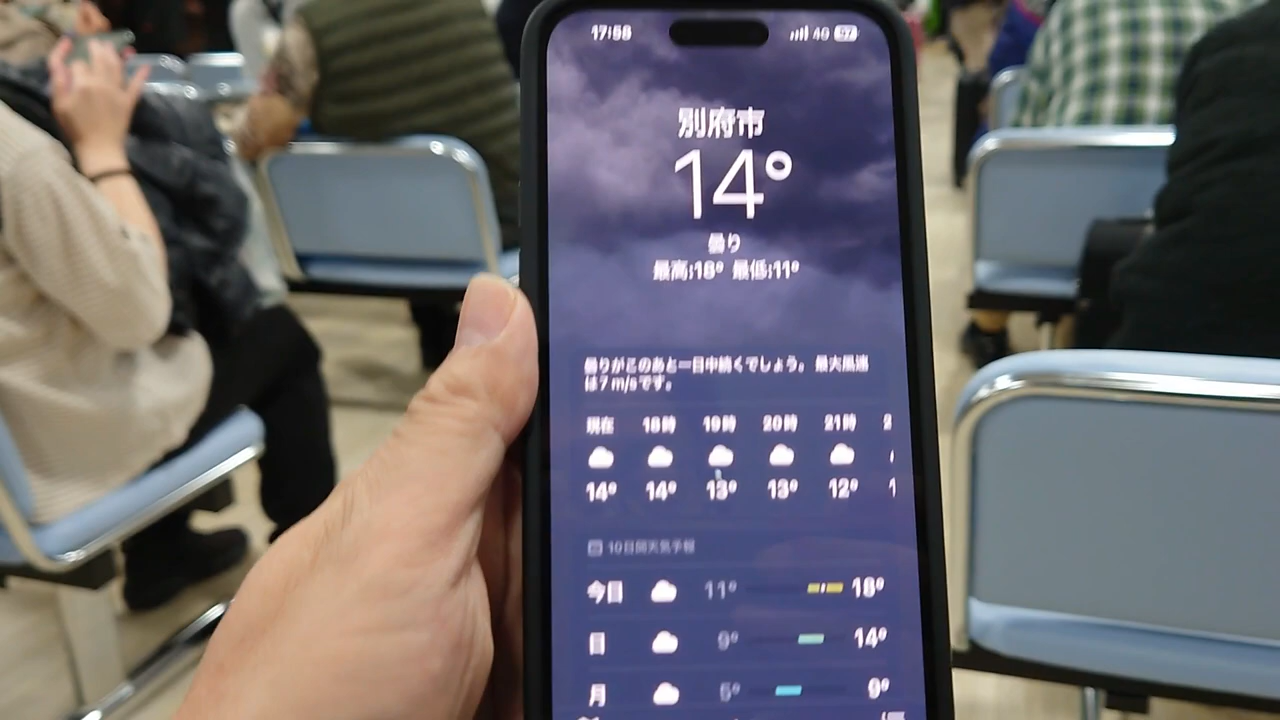 17:58 4G 97
別府市
14°
曇り
最高:18° 最低:11°
曇りがこのあと一日中続くでしょう。最大風速
は7 m/sです。
現在 18時 19時 20時 21時 2
14° 14° 13° 13° 12° 1
10日間天気予報
今日 11° 18°
日 9° 14°
月 5° 9°